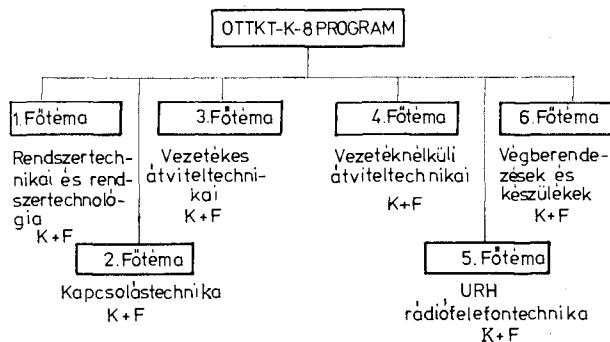 OTTKT-K-8 PROGRAM
1. Főtéma
Rendszertech-
nikai és rend-
szertechnoló-
gia
K+F
2. Főtéma
Kapcsolástechnika
K+F
3. Főtéma
Vezetékes
átviteltechni-
kai
K+F
4. Főtéma
Vezetéknélküli
átviteltechnikai
K+F
5. Főtéma
URH
rádiótelefontechnika
K+F
6. Főtéma
Végberende-
zések és
készülékek
K+F